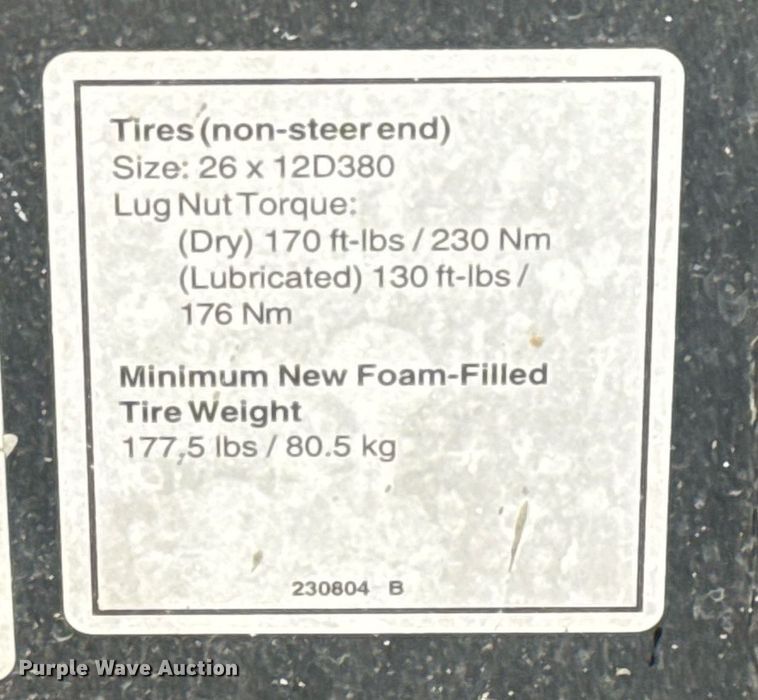 Tires (non-steer end)
Size: 26 x 12D380
Lug Nut Torque:
(Dry) 170 ft-lbs / 230 Nm
(Lubricated) 130 ft-lbs /
176 Nm
Minimum New Foam-Filled
Tire Weight
177,5 lbs / 80.5 kg
230804 B
Purple Wave Auction